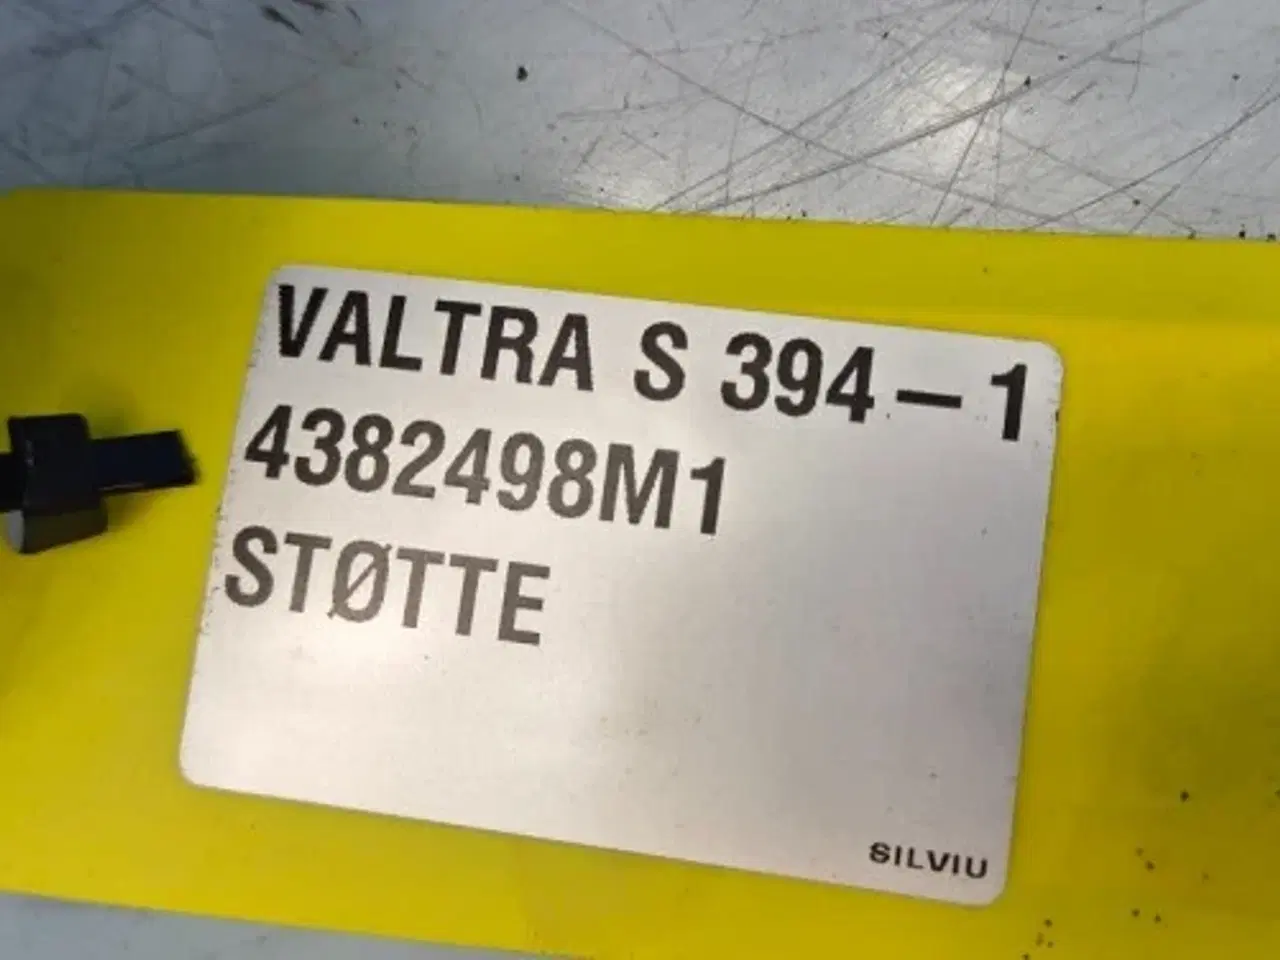 VALTRA S 394-1
4382498M1
STØTTE
SILVIU